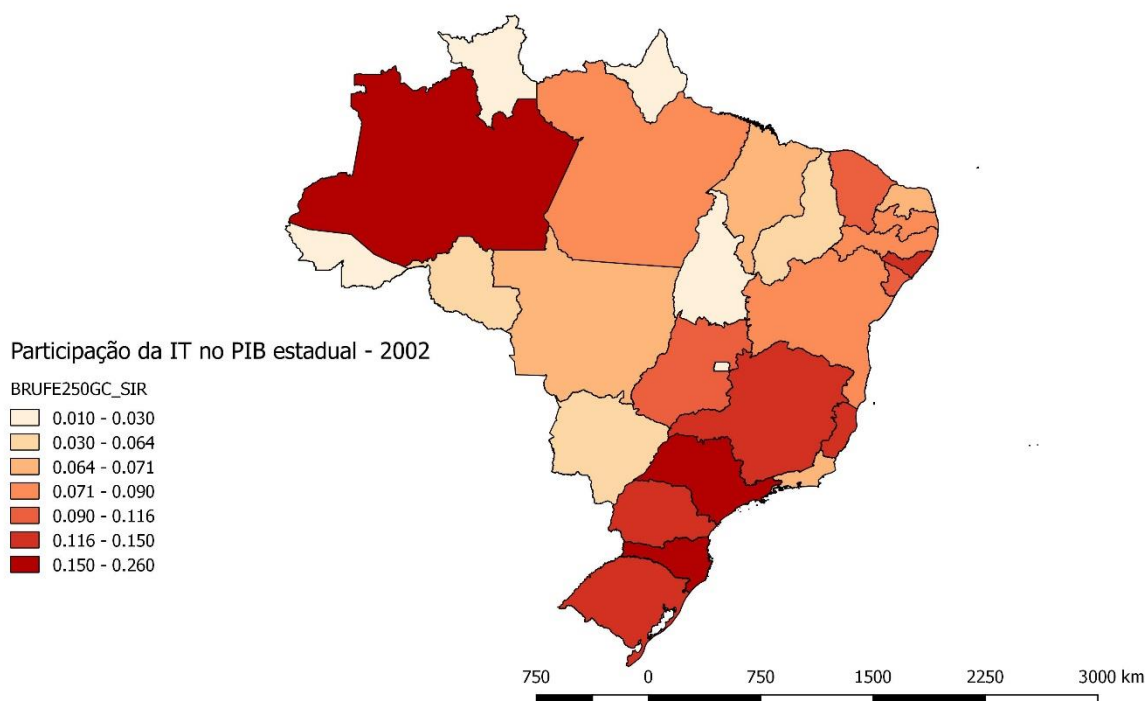 Participação da IT no PIB estadual - 2002
BRUFE250GC_SIR
0.010 - 0.030
0.030 - 0.064
0.064 - 0.071
0.071 - 0.090
0.090 - 0.116
0.116 - 0.150
0.150 - 0.260
750 0 750 1500 2250 3000 km